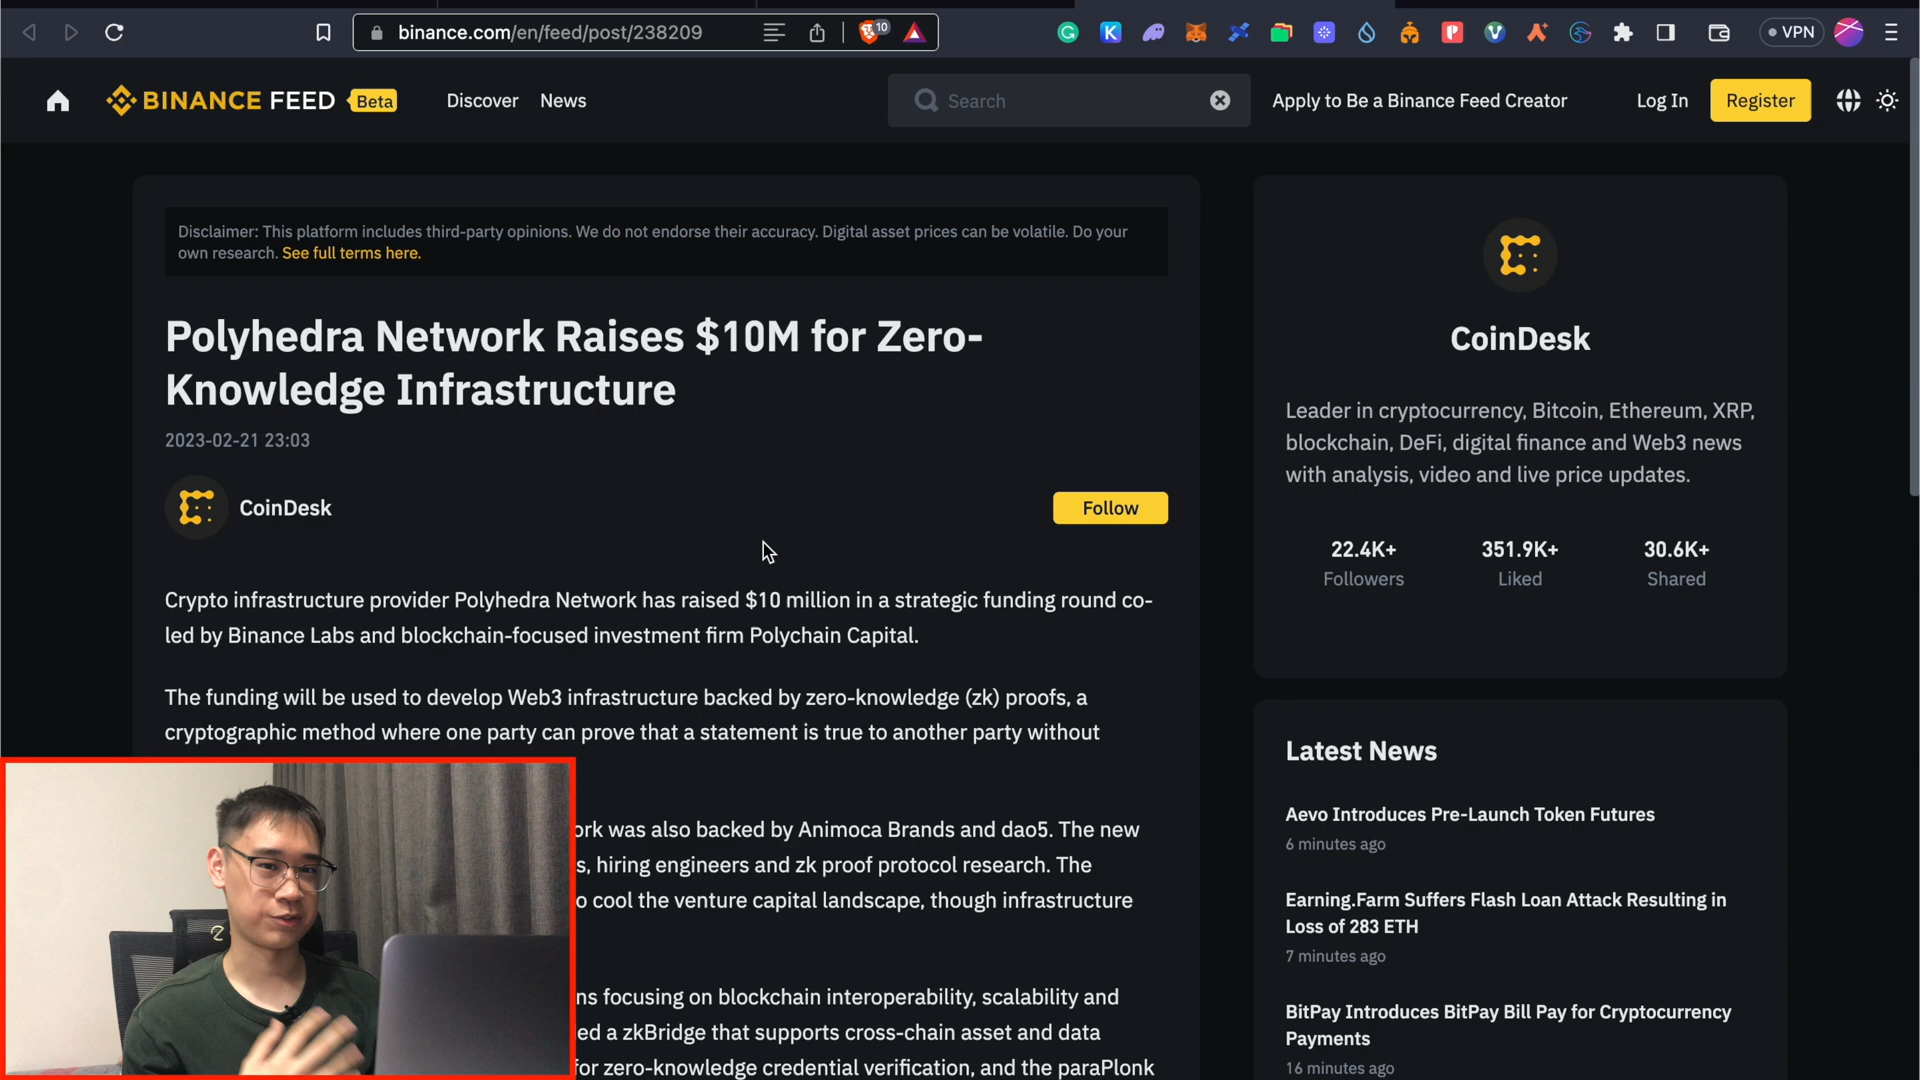 binance.com/en/feed/post/238209
10
VPN
BINANCE FEED Beta
Discover
News
Search
Apply to Be a Binance Feed Creator
Log In
Register
Disclaimer: This platform includes third-party opinions. We do not endorse their accuracy. Digital asset prices can be volatile. Do your
own research. See full terms here.
Polyhedra Network Raises $10M for Zero-
Knowledge Infrastructure
2023-02-21 23:03
CoinDesk
Follow
Crypto infrastructure provider Polyhedra Network has raised $10 million in a strategic funding round co-
led by Binance Labs and blockchain-focused investment firm Polychain Capital.
The funding will be used to develop Web3 infrastructure backed by zero-knowledge (zk) proofs, a
cryptographic method where one party can prove that a statement is true to another party without
ork was also backed by Animoca Brands and dao5. The new
s, hiring engineers and zk proof protocol research. The
o cool the venture capital landscape, though infrastructure
ns focusing on blockchain interoperability, scalability and
ed a zkBridge that supports cross-chain asset and data
for zero-knowledge credential verification, and the paraPlonk
CoinDesk
Leader in cryptocurrency, Bitcoin, Ethereum, XRP,
blockchain, DeFi, digital finance and Web3 news
with analysis, video and live price updates.
22.4K+
Followers
351.9K+
Liked
30.6K+
Shared
Latest News
Aevo Introduces Pre-Launch Token Futures
6 minutes ago
Earning.Farm Suffers Flash Loan Attack Resulting in
Loss of 283 ETH
7 minutes ago
BitPay Introduces BitPay Bill Pay for Cryptocurrency
Payments
16 minutes ago